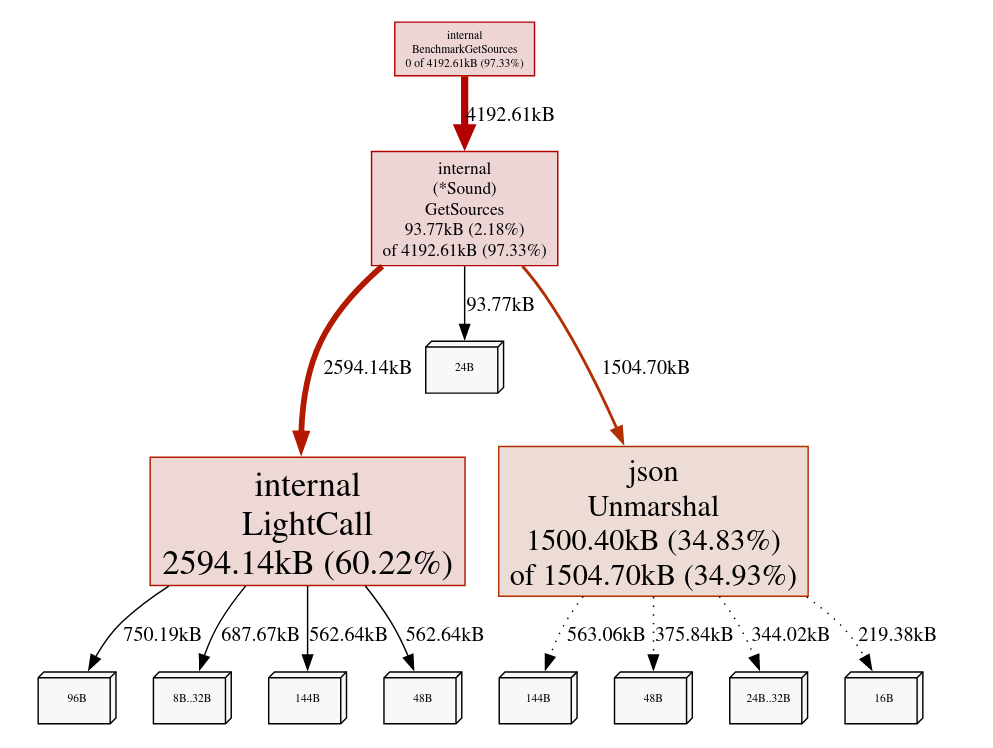 internal
BenchmarkGetSources
0 of 4192.61kB (97.33%)
4192.61kB
internal
(*Sound)
GetSources
93.77kB (2.18%)
of 4192.61kB (97.33%)
93.77kB
2594.14kB
24B
1504.70kB
internal
LightCall
2594.14kB (60.22%)
json
Unmarshal
1500.40kB (34.83%)
of 1504.70kB (34.93%)
750.19kB
687.67kB
562.64kB
562.64kB
563.06kB
375.84kB
344.02kB
219.38kB
96B
8B..32B
144B
48B
144B
48B
24B..32B
16B